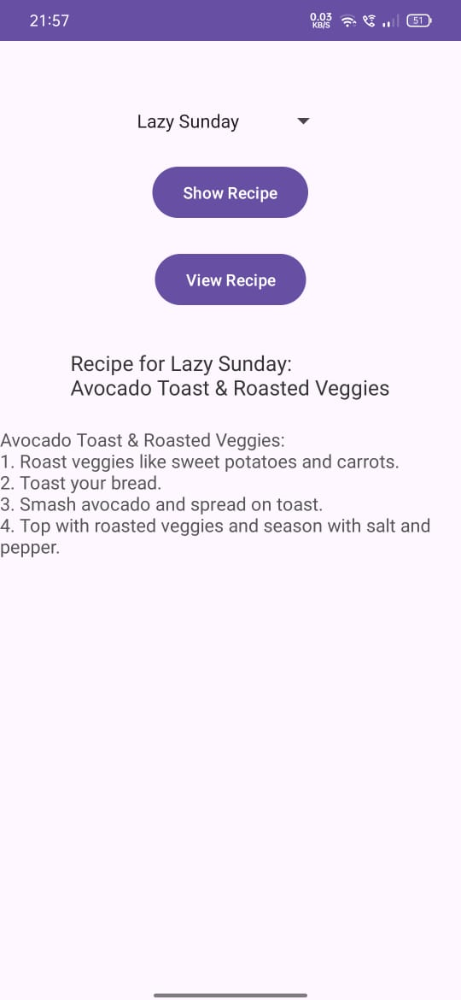 21:57
0.03
KB/S
51
Lazy Sunday
Show Recipe
View Recipe
Recipe for Lazy Sunday:
Avocado Toast & Roasted Veggies
Avocado Toast & Roasted Veggies:
1. Roast veggies like sweet potatoes and carrots.
2. Toast your bread.
3. Smash avocado and spread on toast.
4. Top with roasted veggies and season with salt and
pepper.